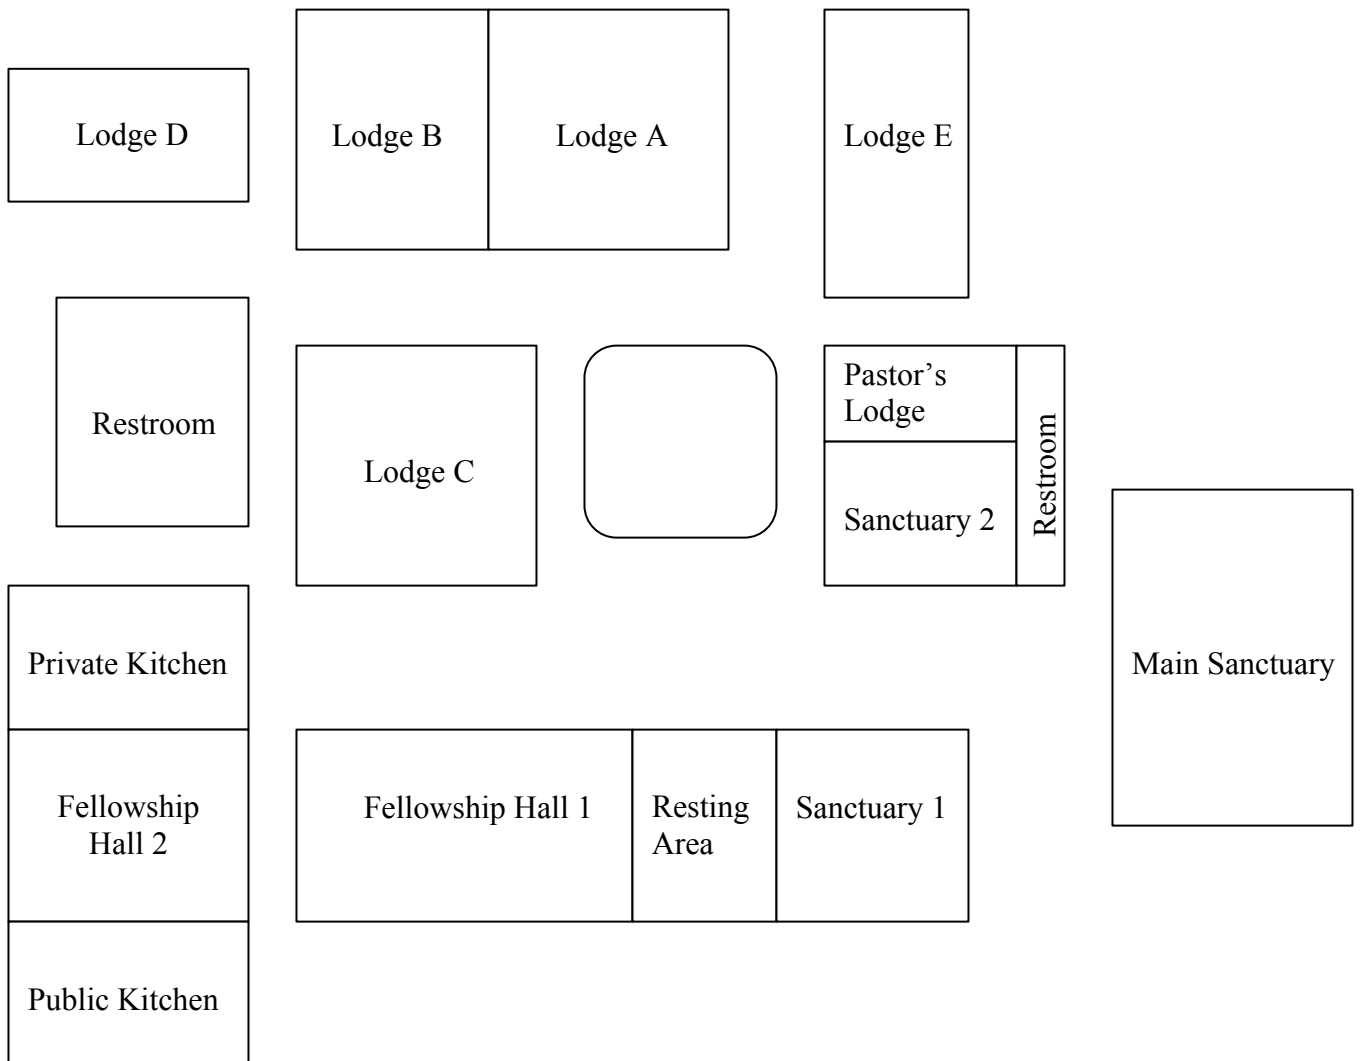 Lodge D
Lodge B
Lodge A
Lodge E
Restroom
Lodge C
Pastor’s
Lodge
Sanctuary 2
Restroom
Private Kitchen
Main Sanctuary
Fellowship
Hall 2
Fellowship Hall 1
Resting
Area
Sanctuary 1
Public Kitchen